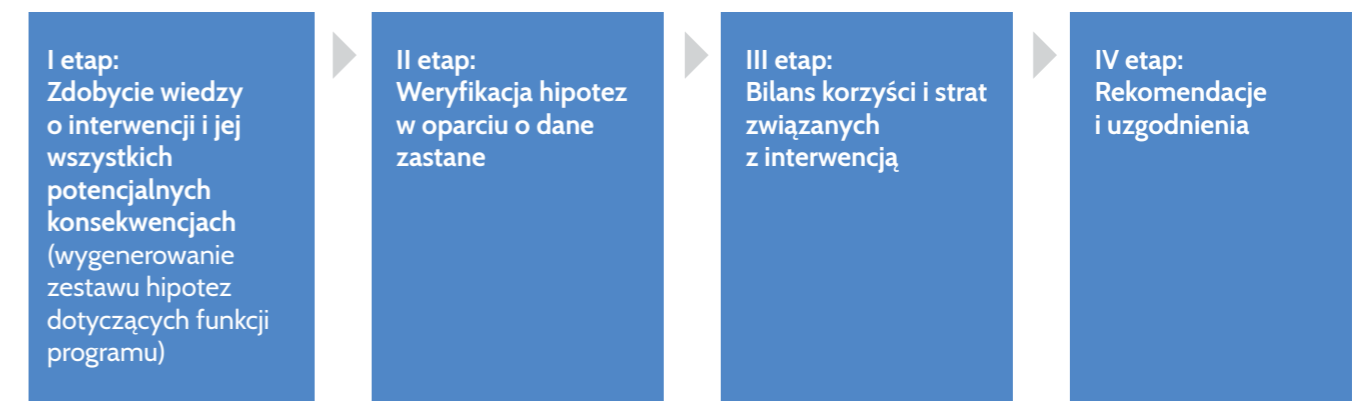 I etap:
Zdobycie wiedzy
o interwencji i jej
wszystkich
potencjalnych
konsekwencjach
(wygenerowanie
zestawu hipotez
dotyczących funkcji
programu)
II etap:
Weryfikacja hipotez
w oparciu o dane
zastane
III etap:
Bilans korzyści i strat
związanych
z interwencją
IV etap:
Rekomendacje
i uzgodnienia